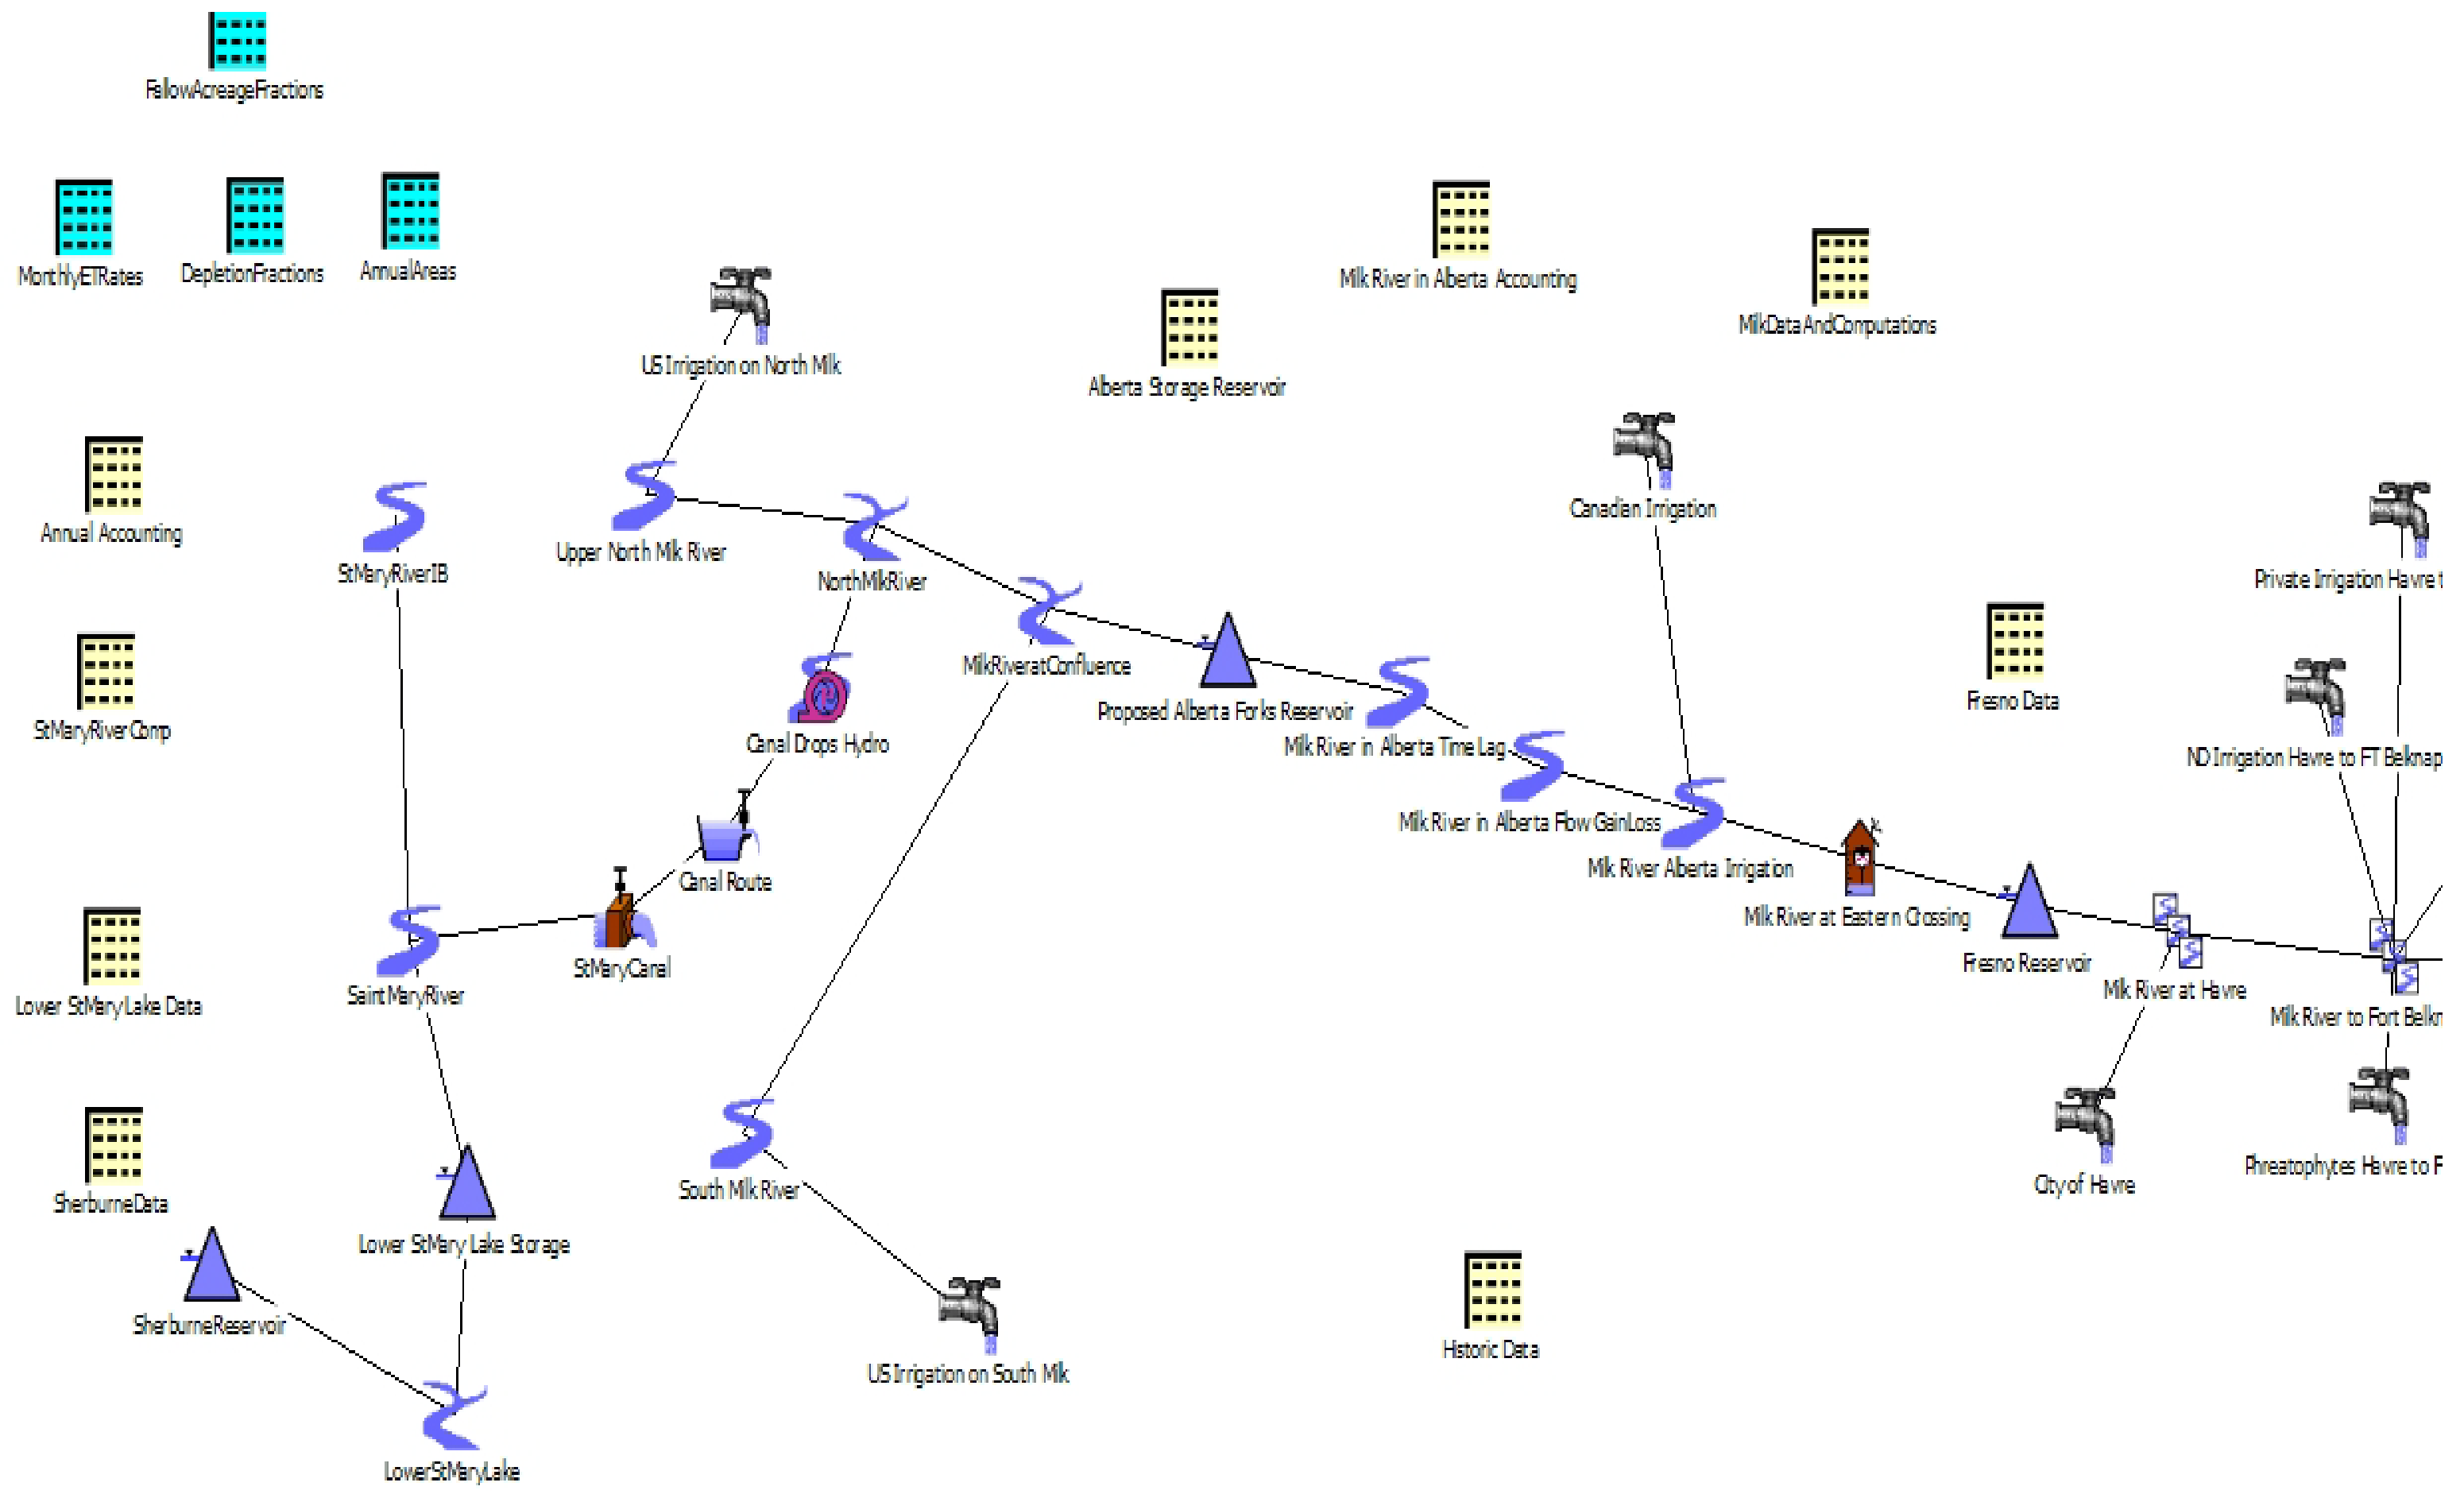 FallowAcreageFractions
MonthlyETRates
DepletionFractions
AnnualAreas
Milk River in Alberta Accounting
MilkDataAndComputations
US Irrigation on North Milk
Alberta Storage Reservoir
Canadian Irrigation
Annual Accounting
StMaryRiverIB
Upper North Milk River
NorthMilkRiver
Private Irrigation Havre t
MilkRiveratConfluence
Fresno Data
Proposed Alberta Forks Reservoir
StMaryRiverComp
Canal Drops Hydro
Milk River in Alberta Time Lag
ND Irrigation Havre to FT Belknap
Milk River in Alberta Flow GainLoss
Milk River Alberta Irrigation
Canal Route
Milk River at Eastern Crossing
StMaryCanal
Fresno Reservoir
SaintMaryRiver
Milk River at Havre
Lower StMary Lake Data
Milk River to Fort Belkn
Phreatophytes Havre to F
City of Havre
South Milk River
SherburneData
Lower StMary Lake Storage
SherburneReservoir
Historic Data
US Irrigation on South Milk
LowerStMaryLake